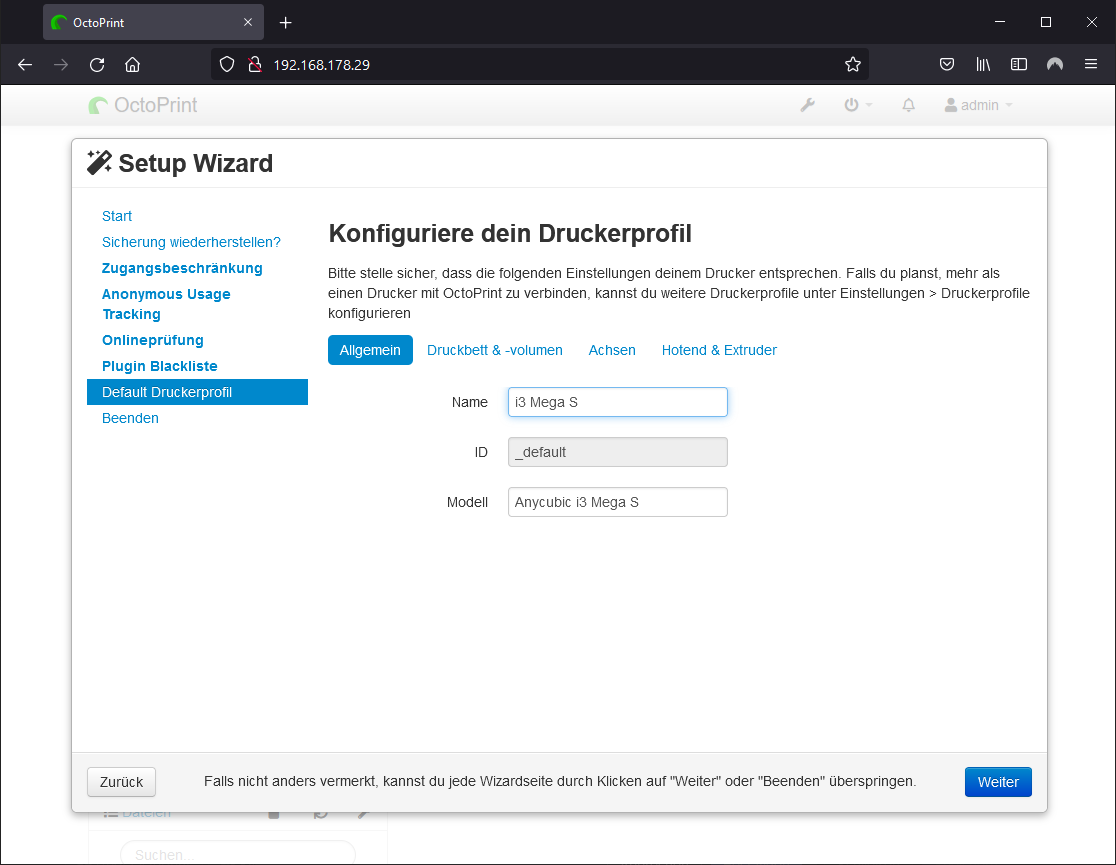 OctoPrint
192.168.178.29
OctoPrint
admin
Setup Wizard
Start
Sicherung wiederherstellen?
Zugangsbeschränkung
Anonymous Usage
Tracking
Onlineprüfung
Plugin Blackliste
Default Druckerprofil
Beenden
Konfiguriere dein Druckerprofil
Bitte stelle sicher, dass die folgenden Einstellungen deinem Drucker entsprechen. Falls du planst, mehr als
einen Drucker mit OctoPrint zu verbinden, kannst du weitere Druckerprofile unter Einstellungen > Druckerprofile
konfigurieren
Allgemein Druckbett & -volumen Achsen Hotend & Extruder
Name i3 Mega S
ID _default
Modell Anycubic i3 Mega S
Zurück Falls nicht anders vermerkt, kannst du jede Wizardseite durch Klicken auf "Weiter" oder "Beenden" überspringen. Weiter
Dateien
Suchen...